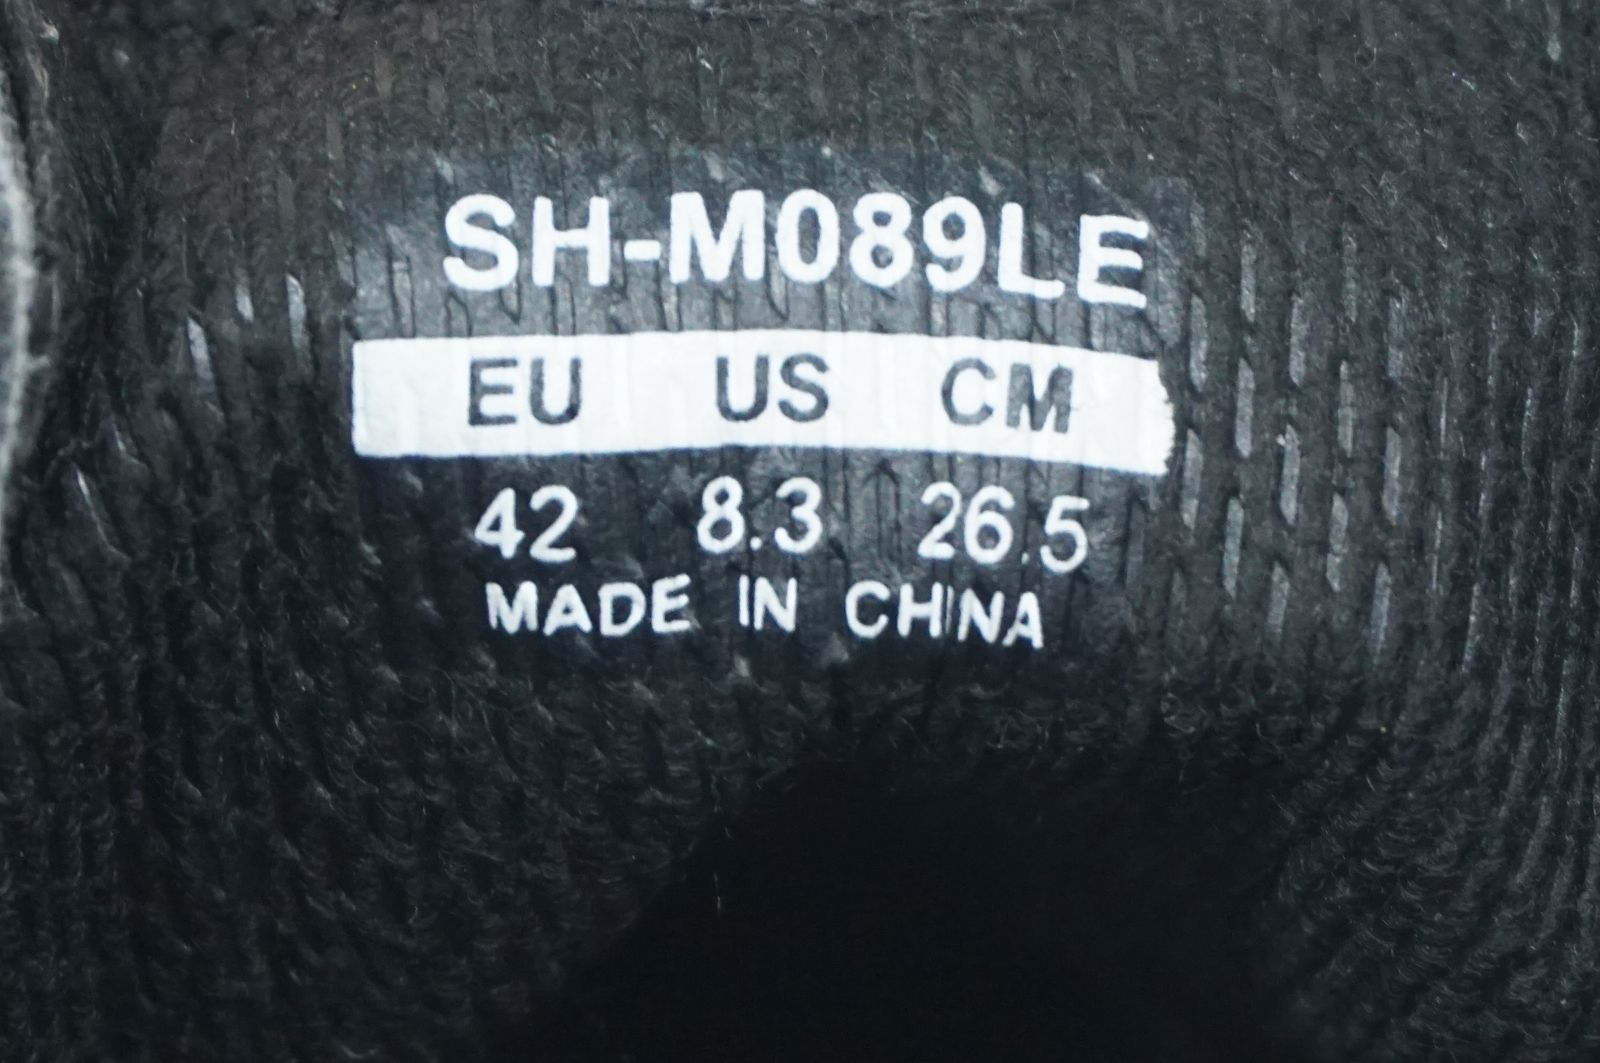 SH-M089LE
EU US CM
42 8.3 26.5
MADE IN CHINA